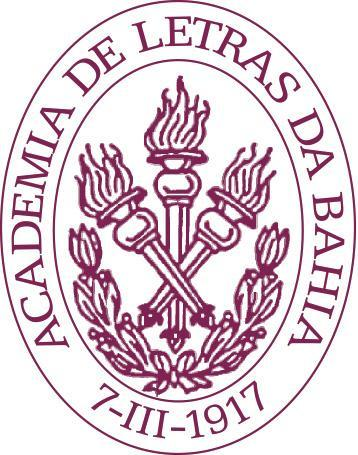 ACADEMIA DE LETRAS DA BAHIA
7-III-1917